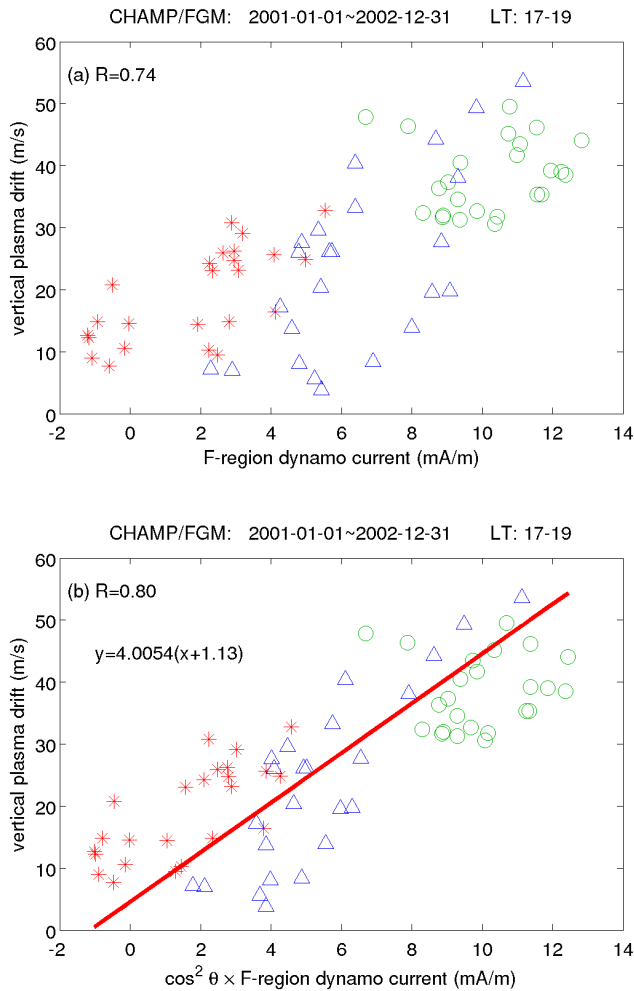 CHAMP/FGM: 2001-01-01~2002-12-31 LT: 17-19
60
(a) R=0.74
50
40
30
20
10
0
vertical plasma drift (m/s)
-2 0 2 4 6 8 10 12 14
F-region dynamo current (mA/m)
CHAMP/FGM: 2001-01-01~2002-12-31 LT: 17-19
60
(b) R=0.80
50
y=4.0054(x+1.13)
40
30
20
10
0
vertical plasma drift (m/s)
-2 0 2 4 6 8 10 12 14
cos² θ × F-region dynamo current (mA/m)